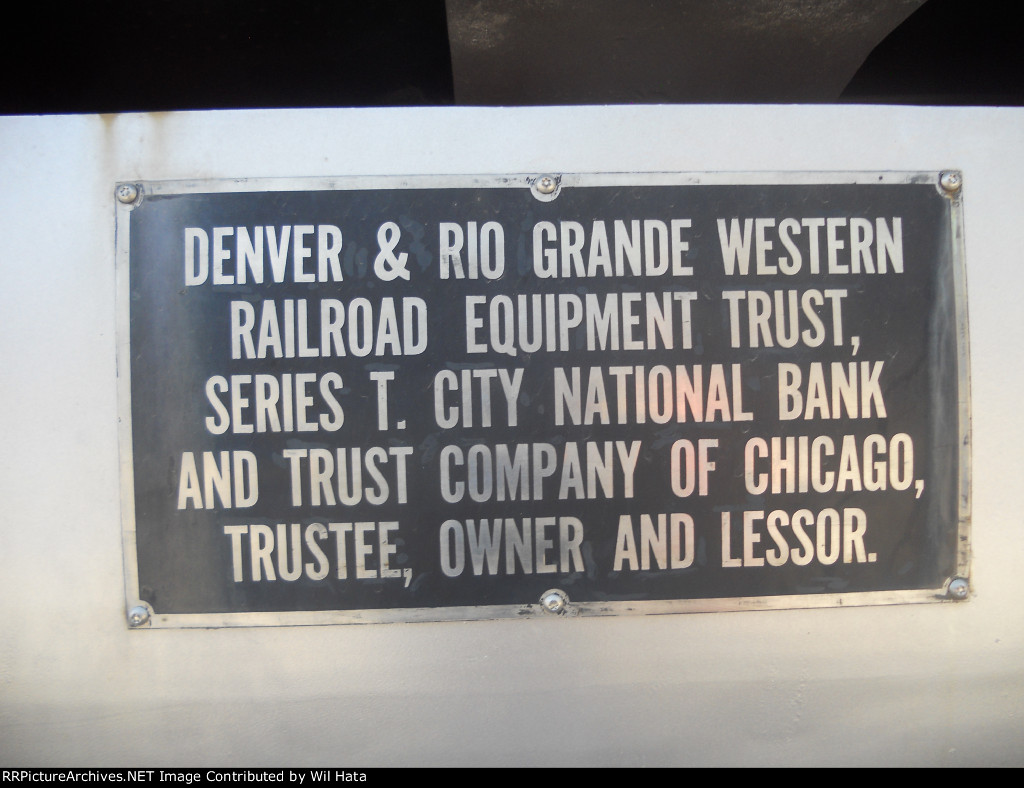 DENVER & RIO GRANDE WESTERN
RAILROAD EQUIPMENT TRUST,
SERIES T. CITY NATIONAL BANK
AND TRUST COMPANY OF CHICAGO,
TRUSTEE, OWNER AND LESSOR.
RRPictureArchives.NET Image Contributed by Wil Hata